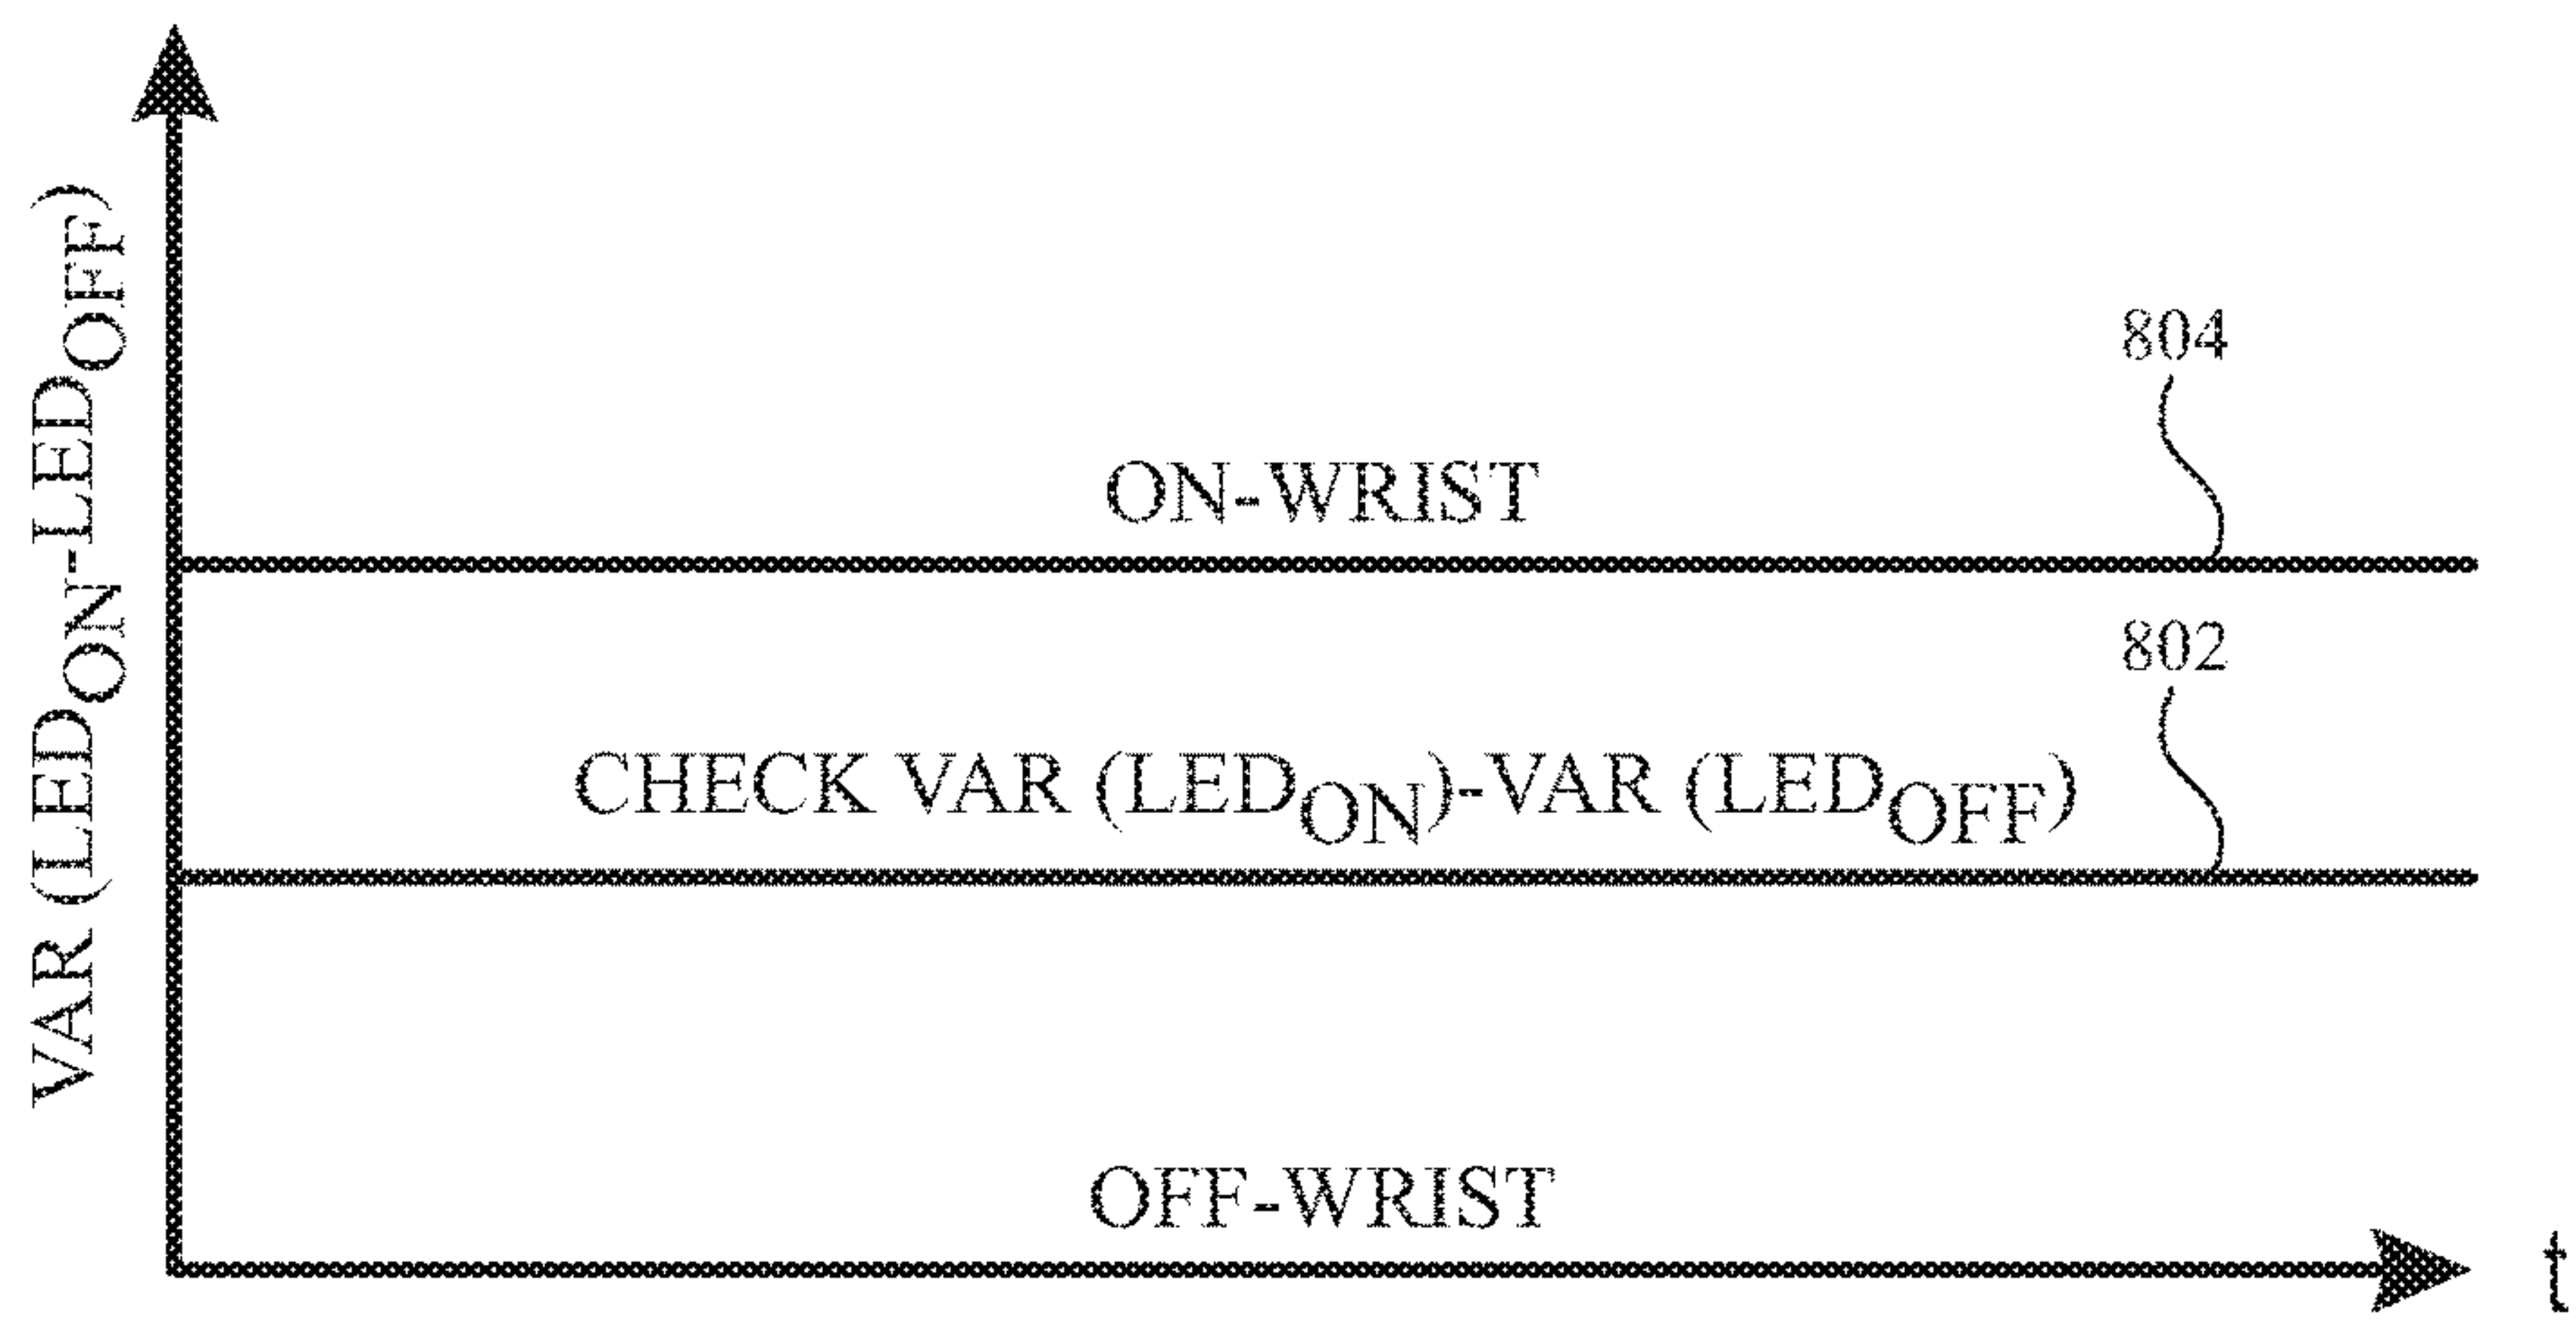 VAR (LEDON-LEDOFF)
804
ON-WRIST
802
CHECK VAR (LEDON)-VAR (LEDOFF)
OFF-WRIST
t